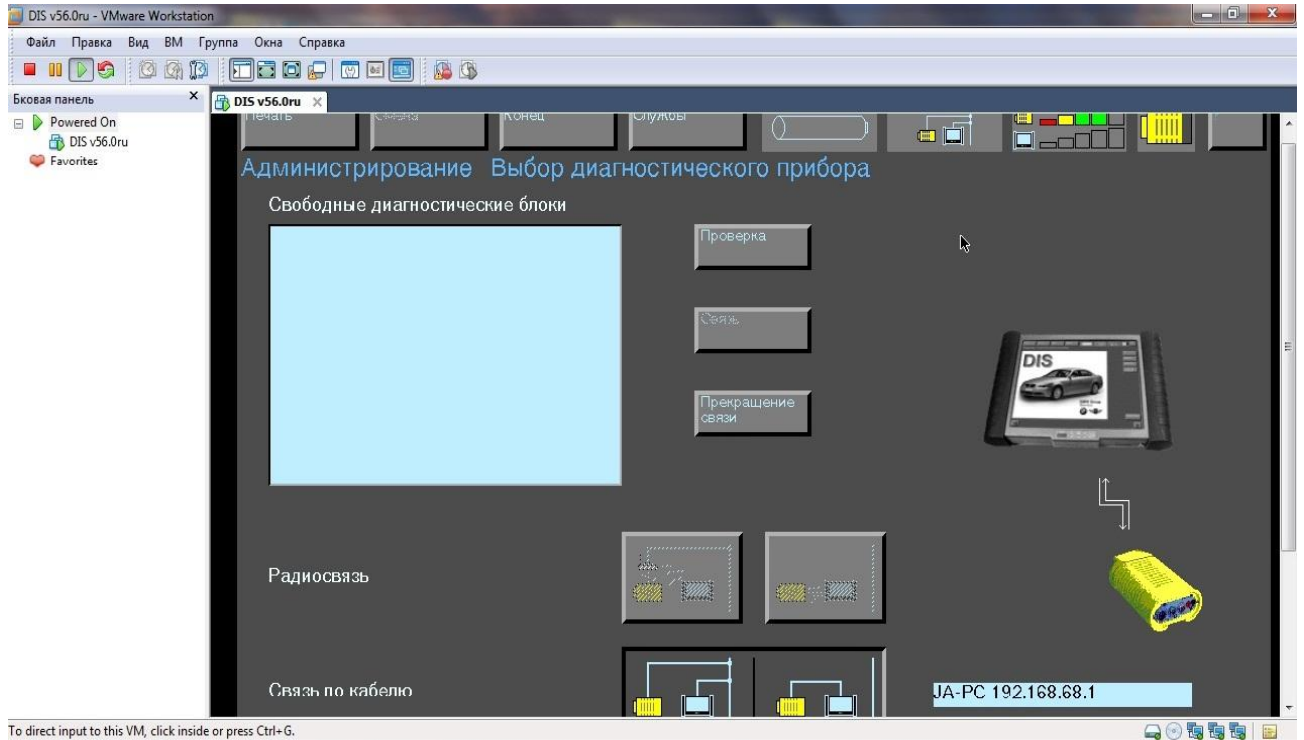 DIS v56.0ru - VMware Workstation
Файл Правка Вид ВМ Группа Окна Справка
Бковая панель
DIS v56.0ru
Powered On
DIS v56.0ru
Favorites
Печать Смена Конец Службы
Администрирование Выбор диагностического прибора
Свободные диагностические блоки
Проверка
Связь
Прекращение
связи
DIS
Радиосвязь
Связь по кабелю
JA-PC 192.168.68.1
To direct input to this VM, click inside or press Ctrl+G.